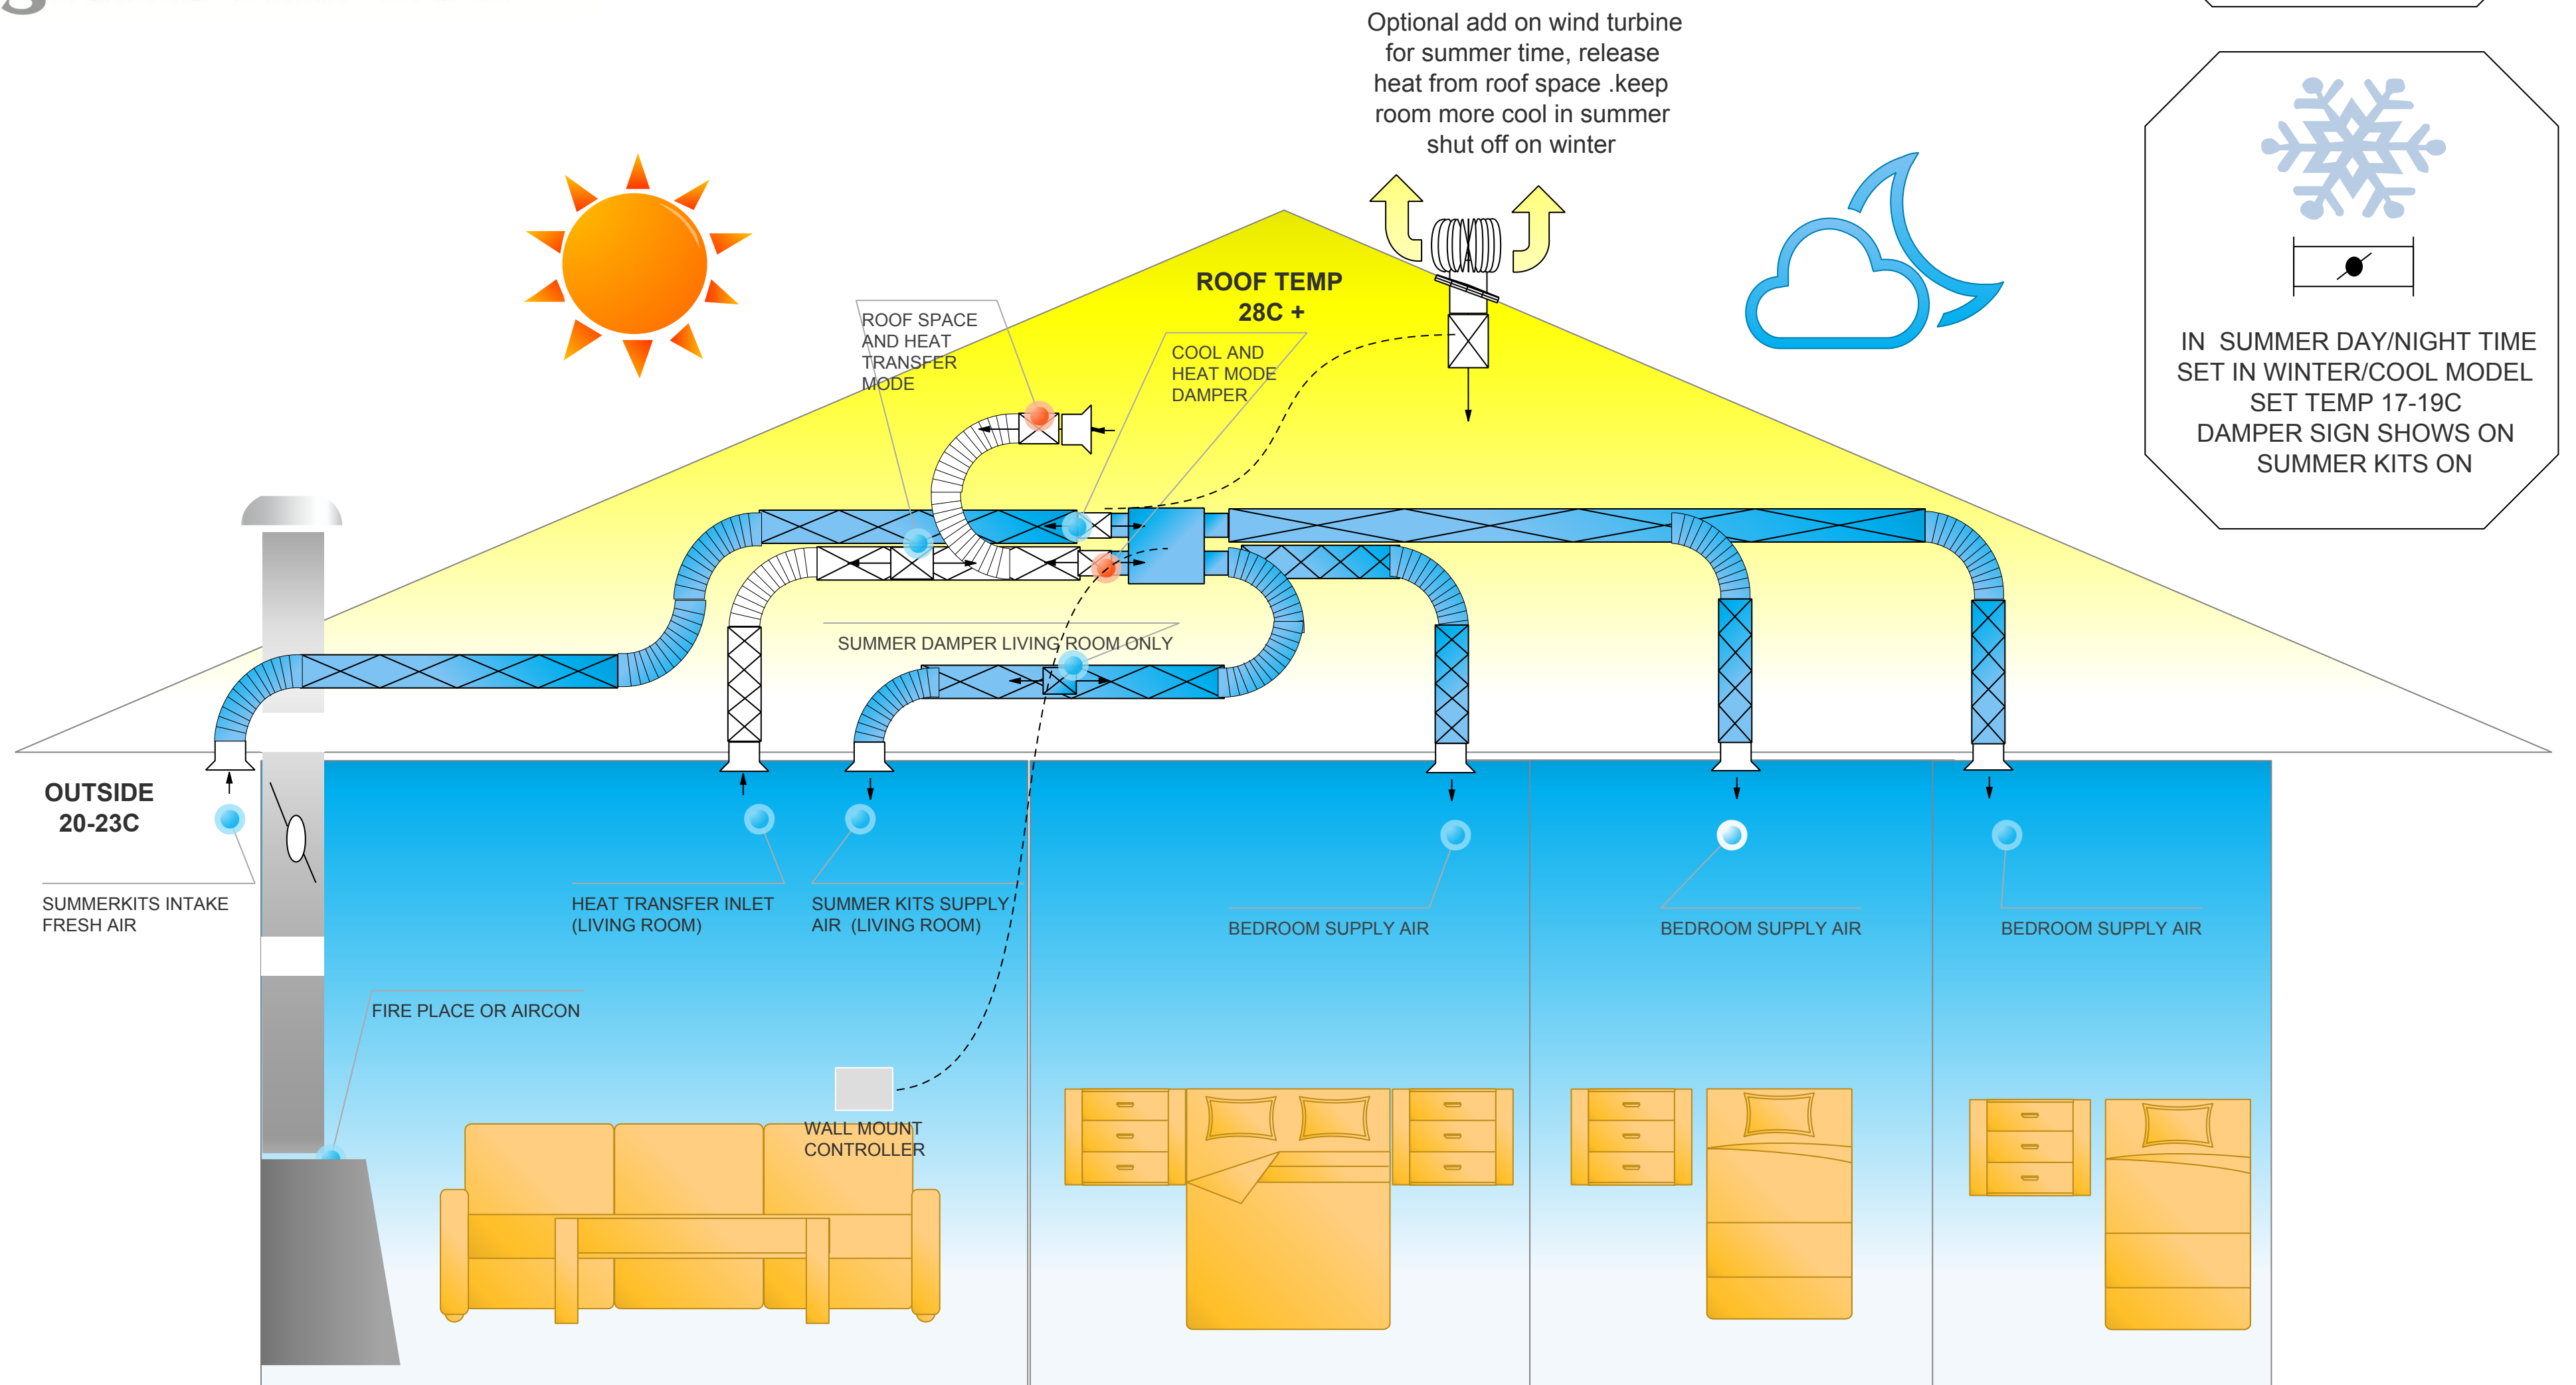 Optional add on wind turbine
for summer time, release
heat from roof space .keep
room more cool in summer
shut off on winter
ROOF TEMP
28C +
ROOF SPACE
AND HEAT
TRANSFER
MODE
COOL AND
HEAT MODE
DAMPER
IN SUMMER DAY/NIGHT TIME
SET IN WINTER/COOL MODEL
SET TEMP 17-19C
DAMPER SIGN SHOWS ON
SUMMER KITS ON
SUMMER DAMPER LIVING ROOM ONLY
OUTSIDE
20-23C
SUMMERKITS INTAKE
FRESH AIR
HEAT TRANSFER INLET
(LIVING ROOM)
SUMMER KITS SUPPLY
AIR (LIVING ROOM)
BEDROOM SUPPLY AIR
BEDROOM SUPPLY AIR
BEDROOM SUPPLY AIR
FIRE PLACE OR AIRCON
WALL MOUNT
CONTROLLER